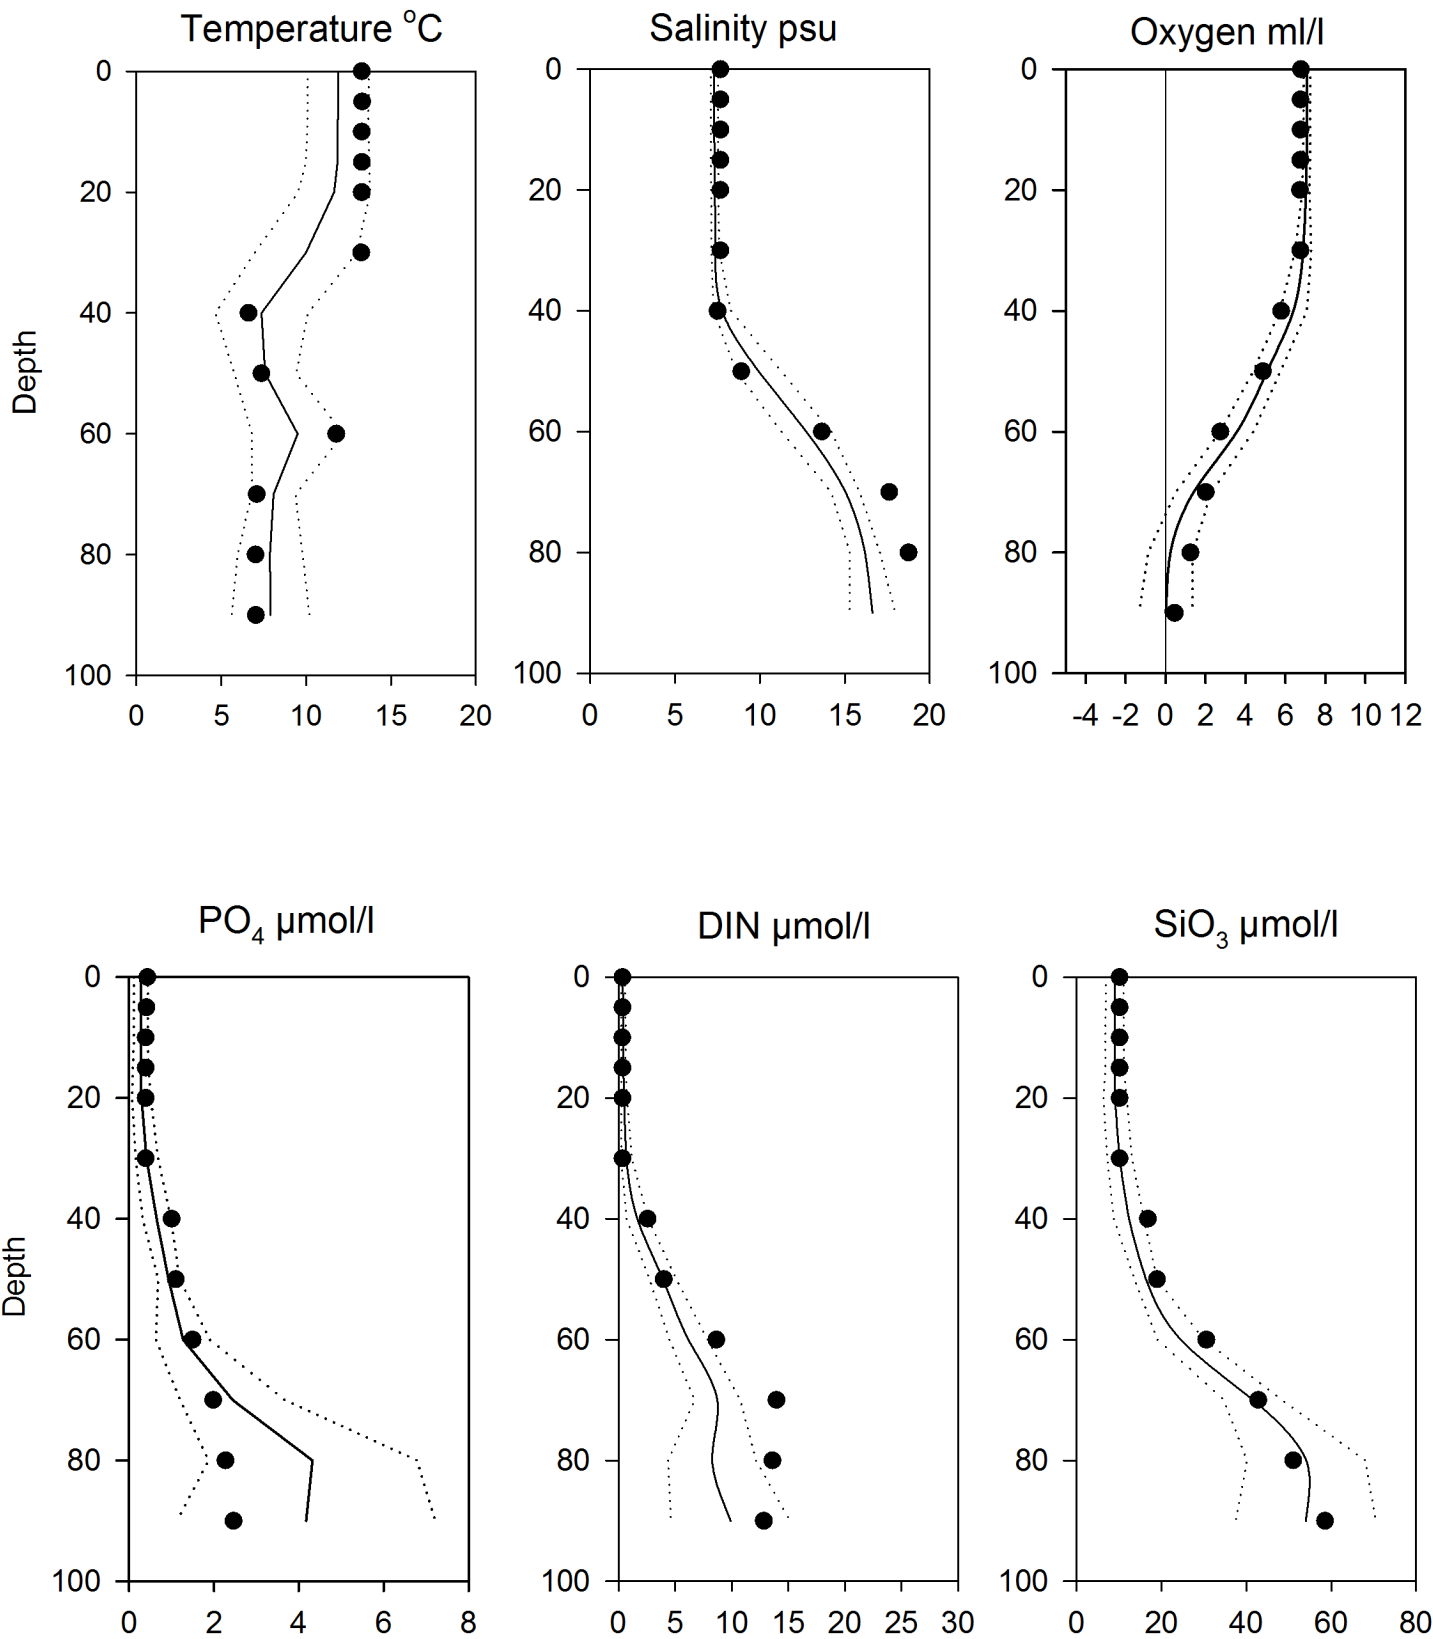 Temperature °C
Salinity psu
Oxygen ml/l
0
20
40
60
80
100
Depth
0 5 10 15 20
0
20
40
60
80
100
0 5 10 15 20
0
20
40
60
80
100
-4 -2 0 2 4 6 8 10 12
PO4 µmol/l
DIN µmol/l
SiO3 µmol/l
0
20
40
60
80
100
Depth
0 2 4 6 8
0
20
40
60
80
100
0 5 10 15 20 25 30
0
20
40
60
80
100
0 20 40 60 80